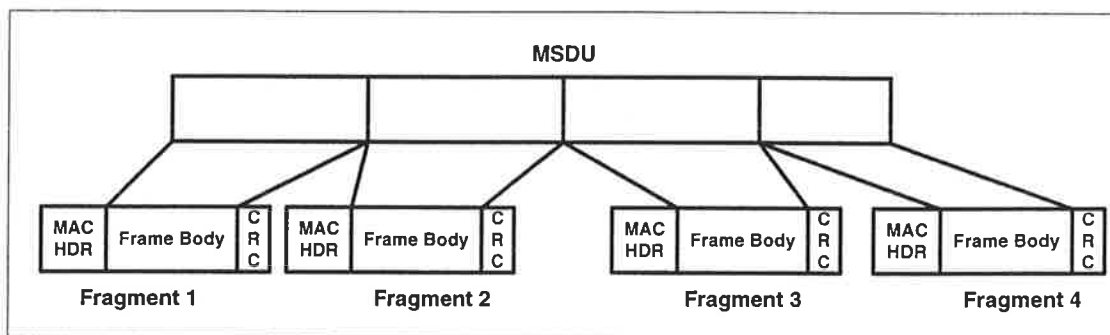 MSDU
MAC
HDR
Frame Body
C
R
C
MAC
HDR
Frame Body
C
R
C
MAC
HDR
Frame Body
C
R
C
MAC
HDR
Frame Body
C
R
C
Fragment 1
Fragment 2
Fragment 3
Fragment 4